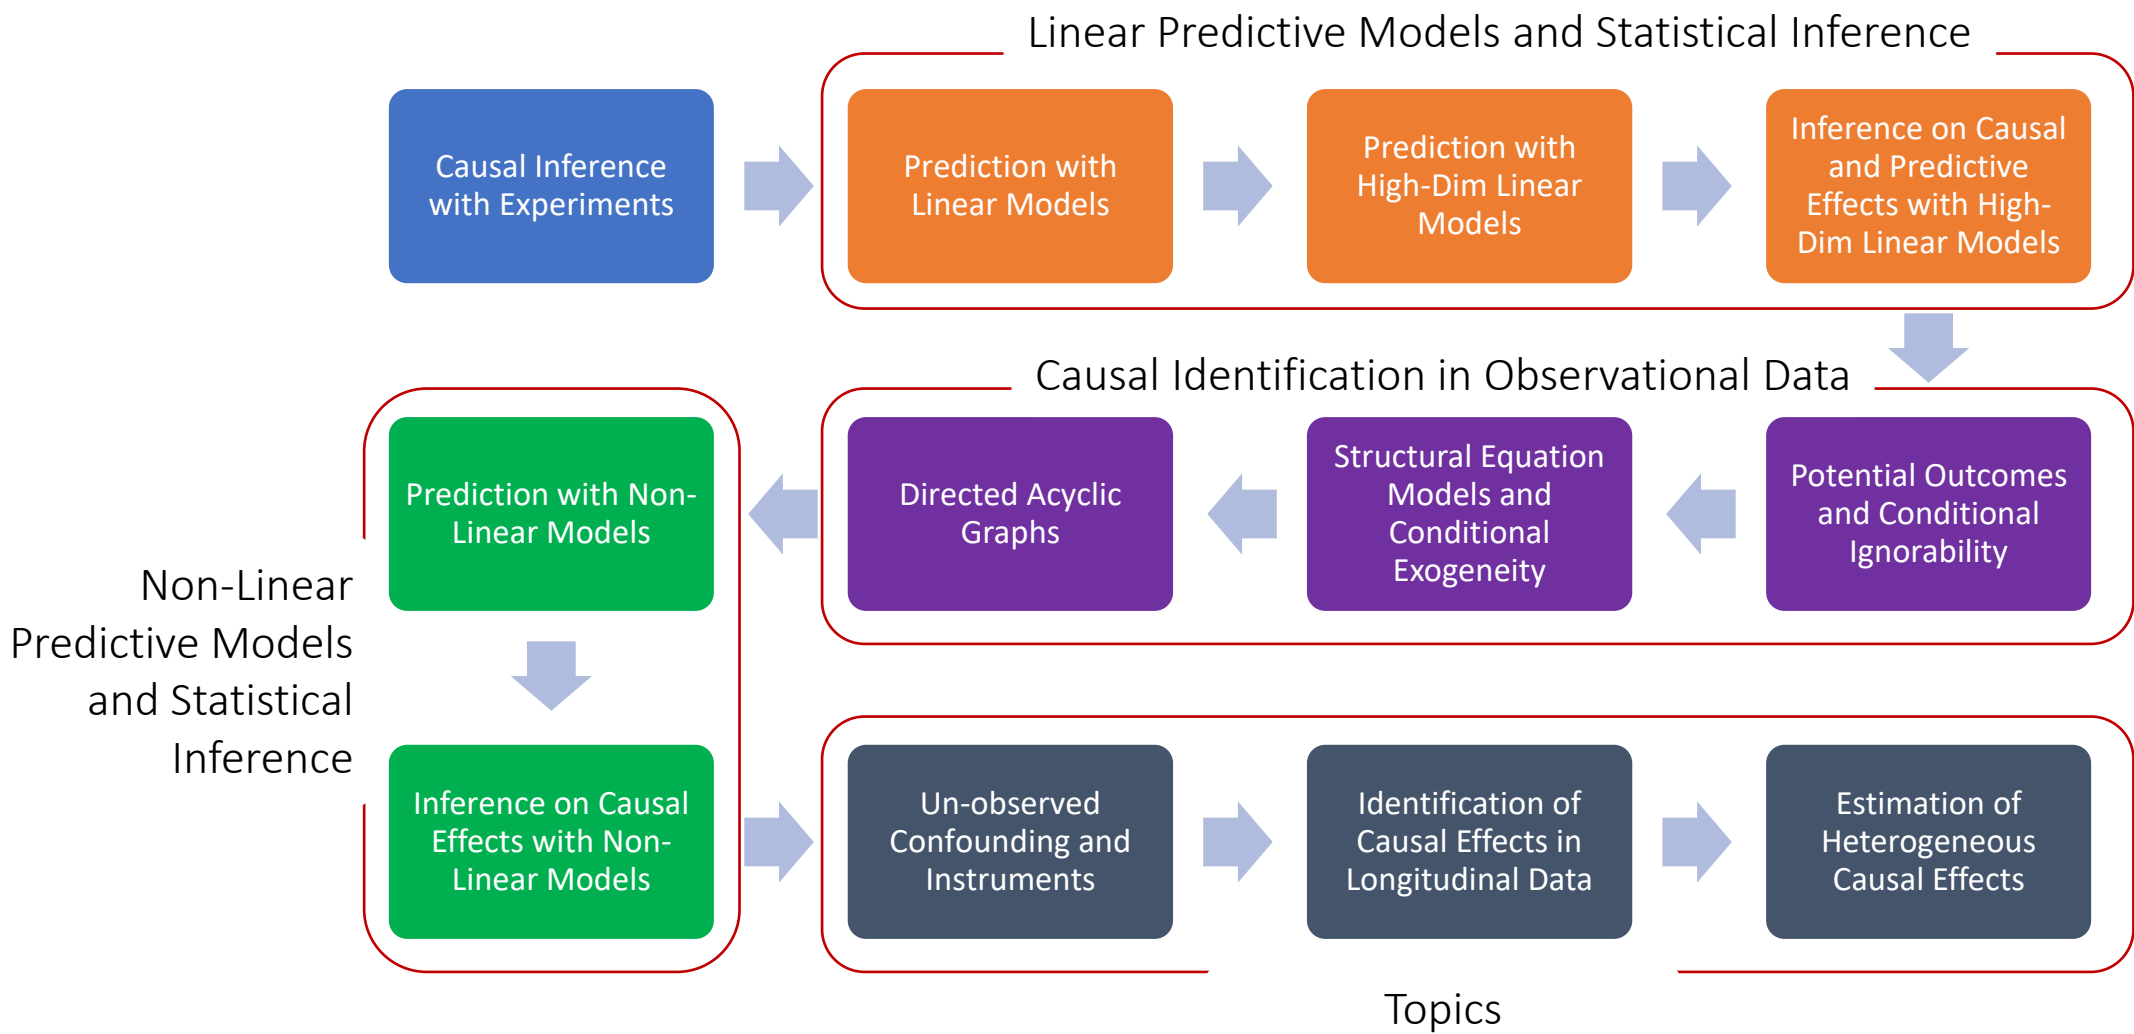 Linear Predictive Models and Statistical Inference
Causal Inference
with Experiments
Prediction with
Linear Models
Prediction with
High-Dim Linear
Models
Inference on Causal
and Predictive
Effects with High-
Dim Linear Models
Causal Identification in Observational Data
Potential Outcomes
and Conditional
Ignorability
Structural Equation
Models and
Conditional
Exogeneity
Directed Acyclic
Graphs
Non-Linear
Predictive Models
and Statistical
Inference
Prediction with Non-
Linear Models
Inference on Causal
Effects with Non-
Linear Models
Un-observed
Confounding and
Instruments
Identification of
Causal Effects in
Longitudinal Data
Estimation of
Heterogeneous
Causal Effects
Topics